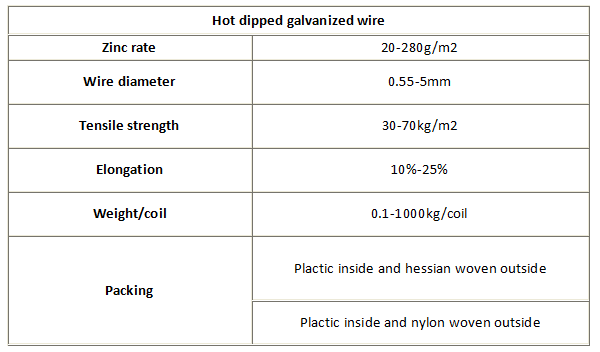 Hot dipped galvanized wire
Zinc rate 20-280g/m2
Wire diameter 0.55-5mm
Tensile strength 30-70kg/m2
Elongation 10%-25%
Weight/coil 0.1-1000kg/coil
Packing
Plactic inside and hessian woven outside
Plactic inside and nylon woven outside